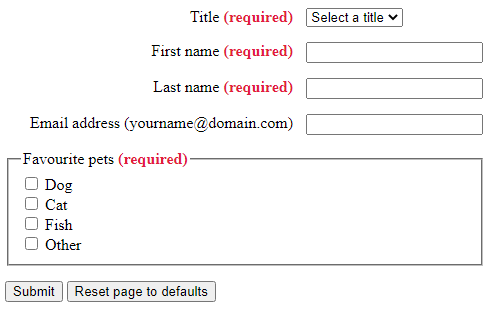 Title (required) Select a title
First name (required)
Last name (required)
Email address (yourname@domain.com)
Favourite pets (required)
Dog
Cat
Fish
Other
Submit Reset page to defaults